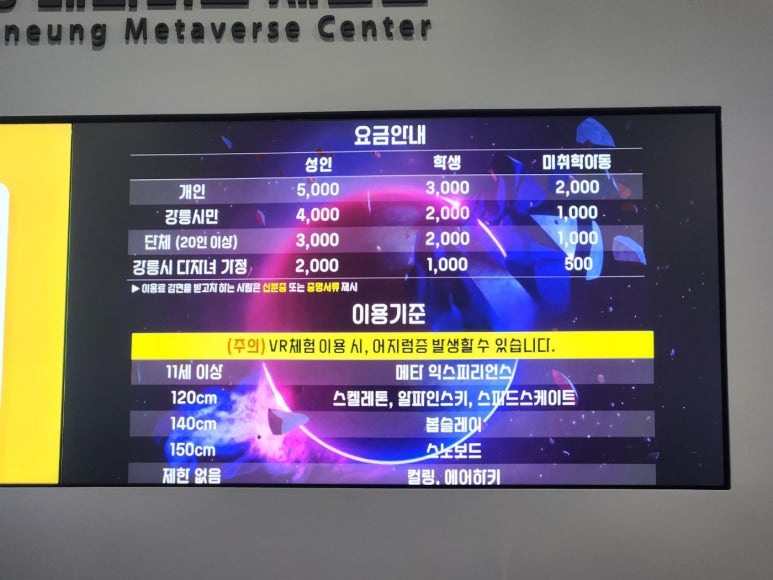 neung Metaverse Center
요금안내
성인 학생 미취학아동
개인 5,000 3,000 2,000
강릉시민 4,000 2,000 1,000
단체 (20인 이상) 3,000 2,000 1,000
강릉시 다자녀 가정 2,000 1,000 500
▶ 이용료 감면을 받고자 하는 사람은 신분증 또는 증명서류 제시
이용기준
(주의) VR체험 이용 시, 어지럼증 발생할 수 있습니다.
11세 이상 메타 익스피리언스
120cm 스켈레톤, 알파인스키, 스피드스케이트
140cm 봅슬레이
150cm 스노보드
제한 없음 컬링, 에어하키